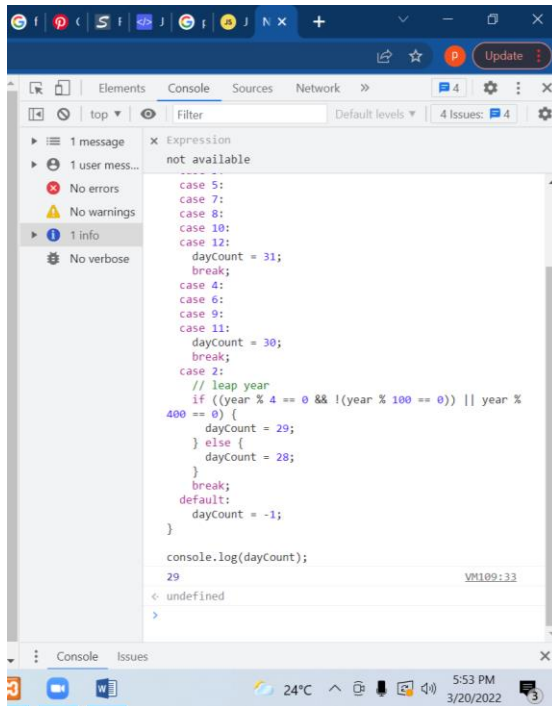 Update
Elements Console Sources Network » 4
top ▼ Filter Default levels ▼ 4 Issues: 4
1 message
1 user mess...
No errors
No warnings
1 info
No verbose
× Expression
not available
case 5:
case 7:
case 8:
case 10:
case 12:
dayCount = 31;
break;
case 4:
case 6:
case 9:
case 11:
dayCount = 30;
break;
case 2:
// leap year
if ((year % 4 == 0 && !(year % 100 == 0)) || year %
400 == 0) {
dayCount = 29;
} else {
dayCount = 28;
}
break;
default:
dayCount = -1;
}
console.log(dayCount);
29 VM109:33
undefined
Console Issues
24°C 5:53 PM
3/20/2022 3